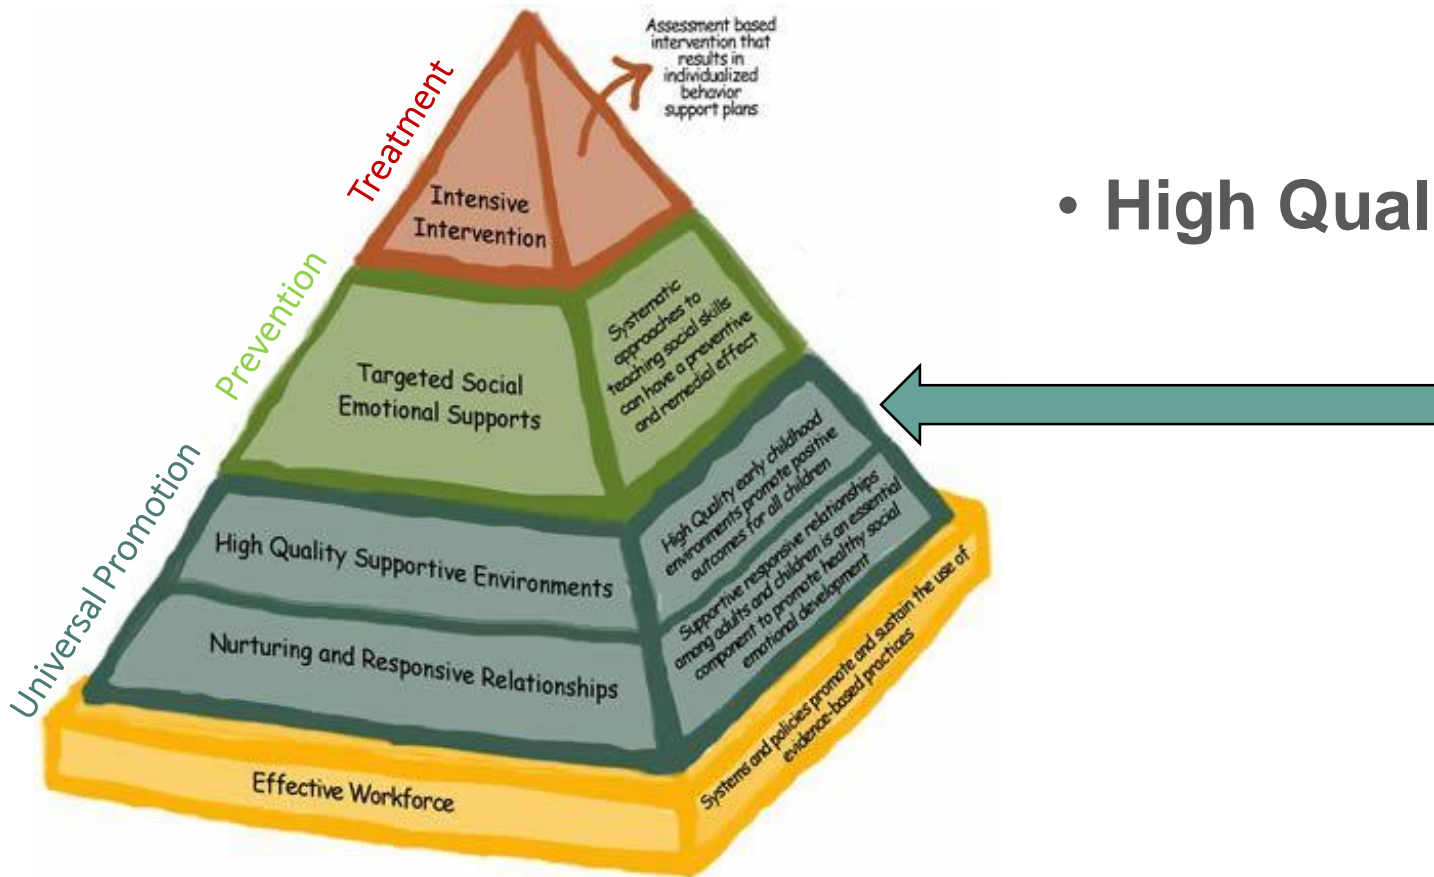 Assessment based
intervention that
results in
individualized
behavior
support plans
Treatment
Intensive
Intervention
• High Qual
Prevention
Targeted Social
Emotional Supports
Systematic
approaches to
teaching social skills
can have a preventive
and remedial effect
Universal Promotion
High Quality Supportive Environments
High Quality early childhood
environments promote positive
outcomes for all children
Nurturing and Responsive Relationships
Supportive responsive relationships
among adults and children is an essential
component to promote healthy social
emotional development
Effective Workforce
Systems and policies promote and sustain the use of
evidence-based practices